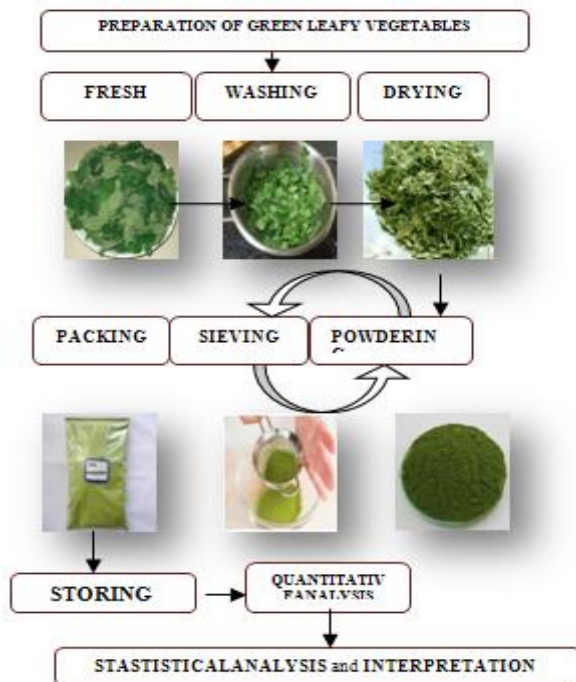 PREPARATION OF GREEN LEAFY VEGETABLES
FRESH
WASHING
DRYING
PACKING
SIEVING
POWDERIN
STORING
QUANTITATIV
EANALYSIS
STASTISTICALANALYSIS and INTERPRETATION